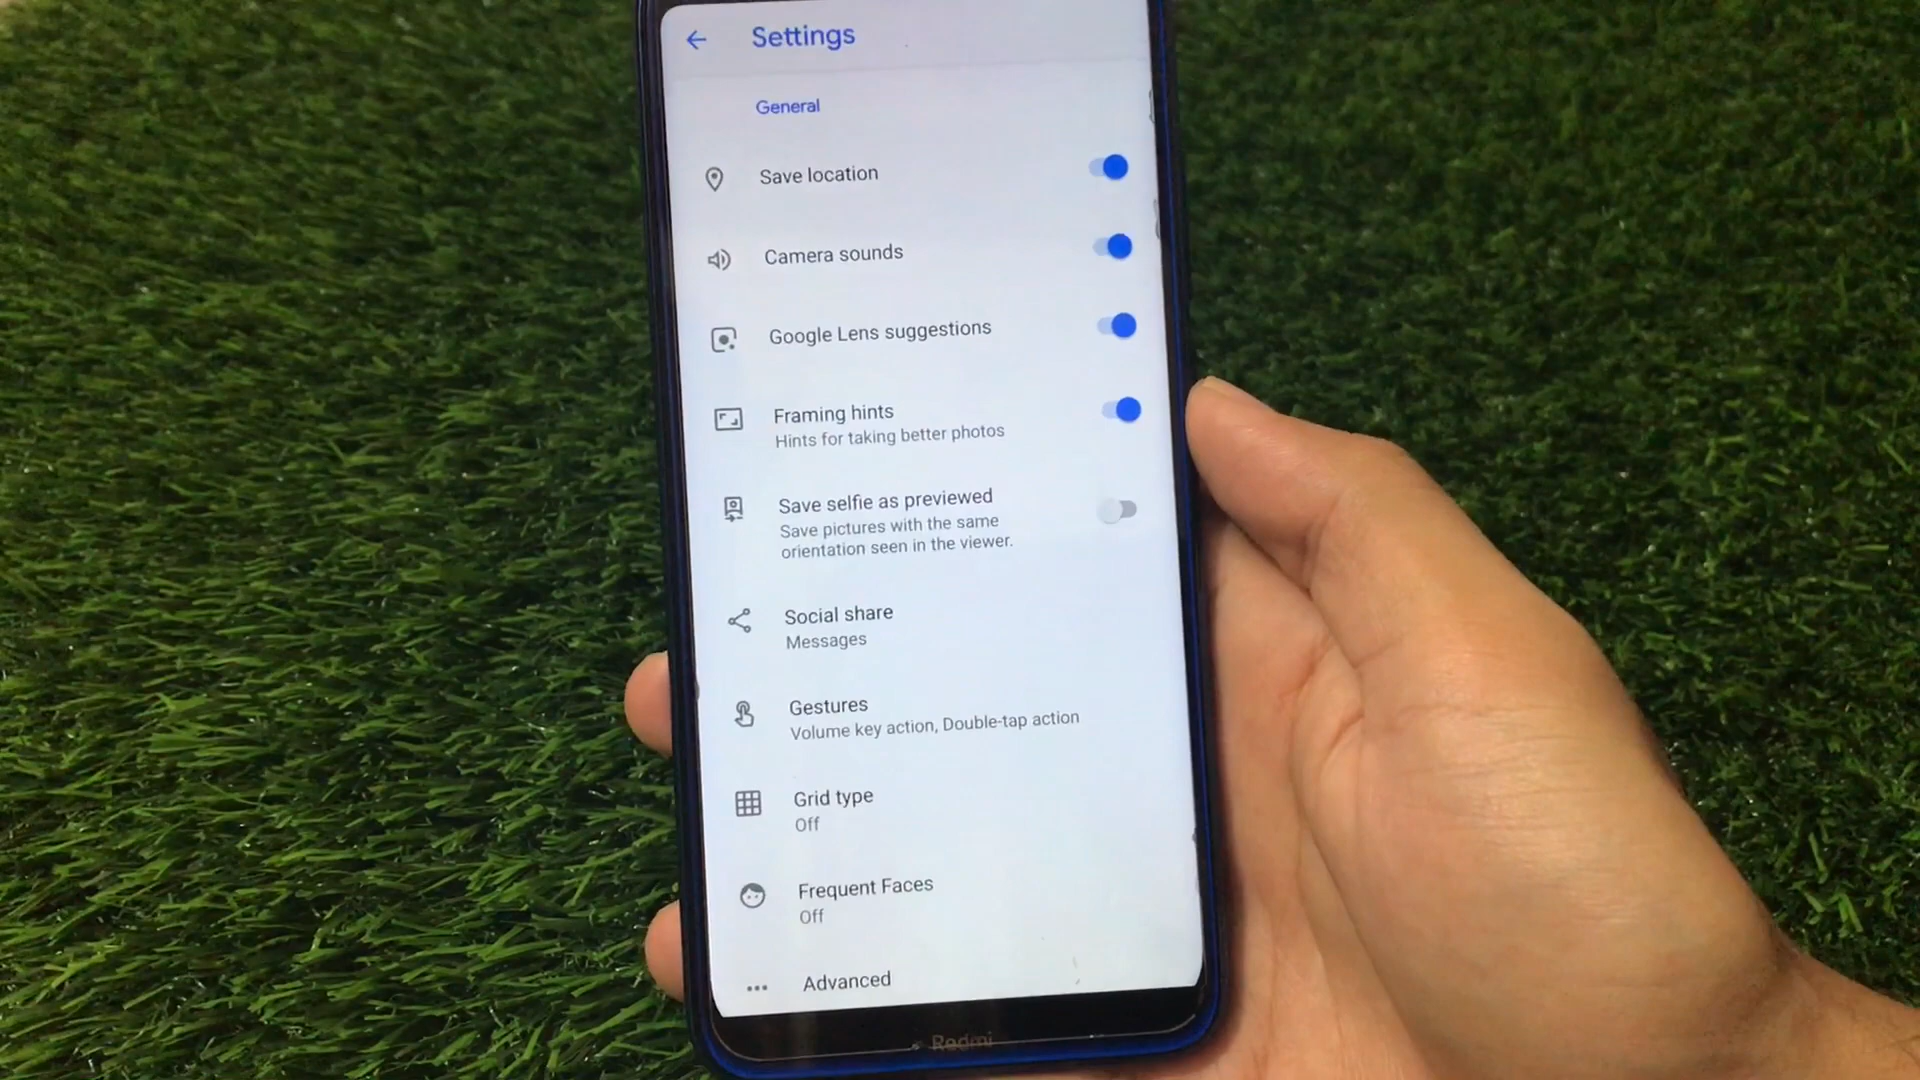 Settings
General
Save location
Camera sounds
Google Lens suggestions
Framing hints
Hints for taking better photos
Save selfie as previewed
Save pictures with the same
orientation seen in the viewer.
Social share
Messages
Gestures
Volume key action, Double-tap action
Grid type
Off
Frequent Faces
Off
Advanced
Redmi